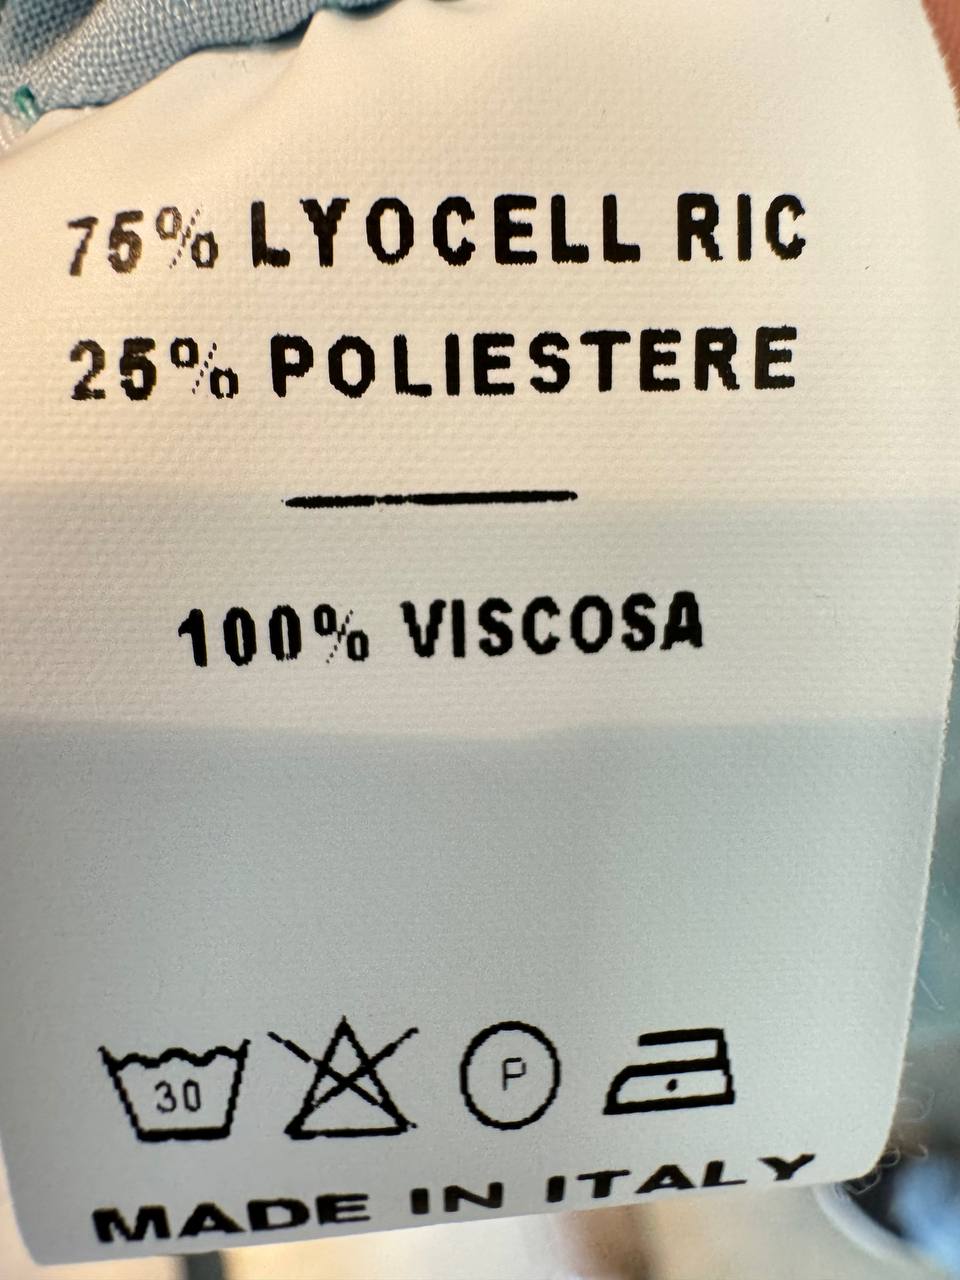 75% LYOCELL RIC
25% POLIESTERE
100% VISCOSA
30 P
MADE IN ITALY